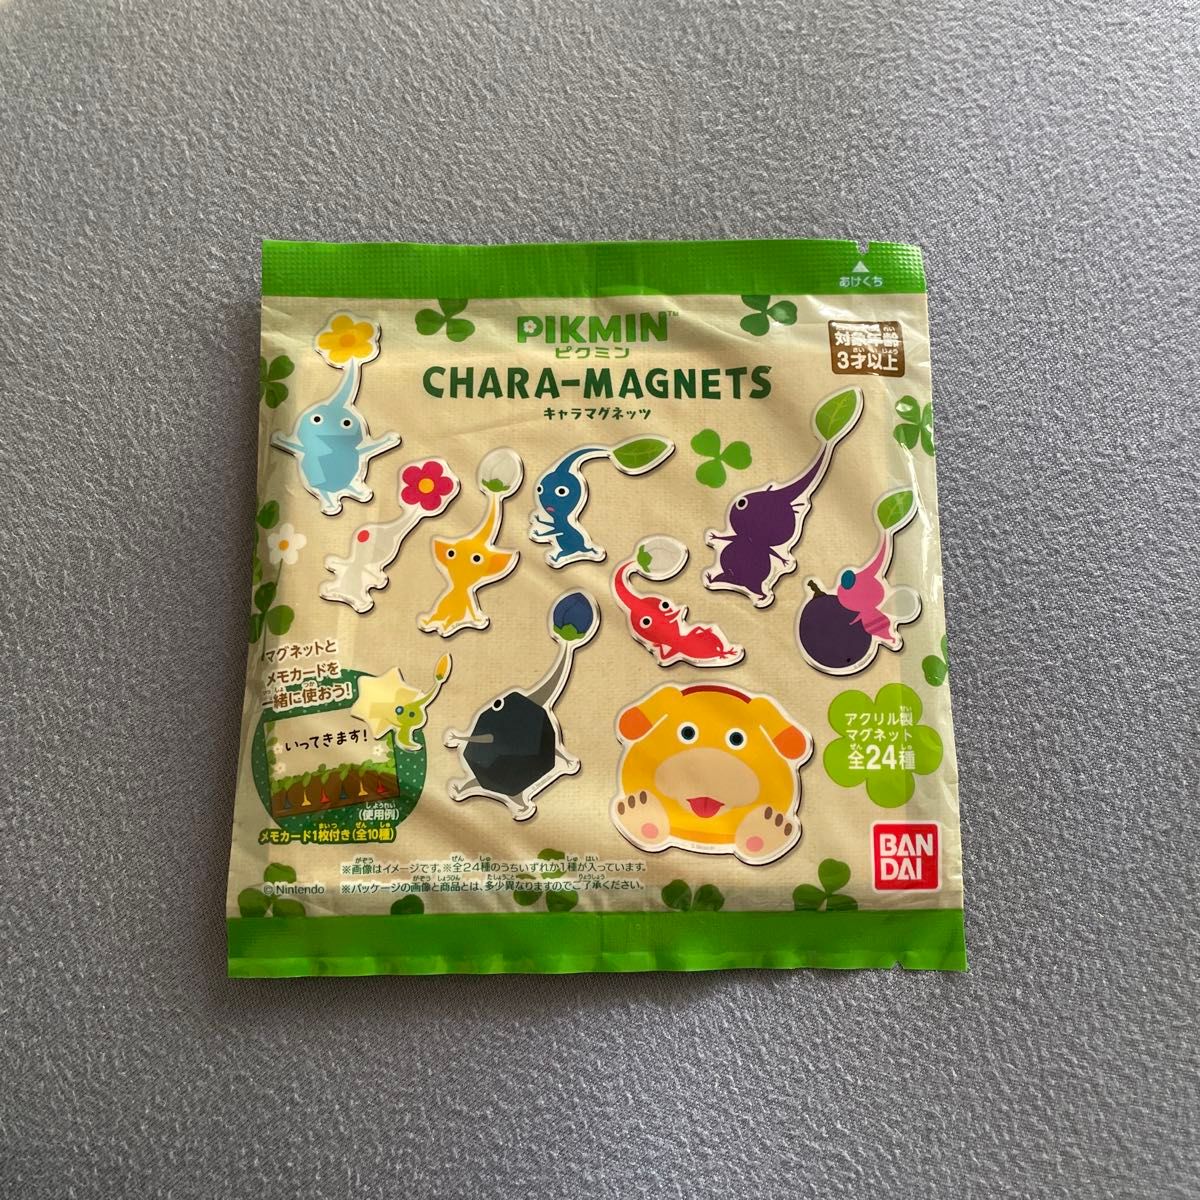 あけくち
PIKMIN™
ピクミン
CHARA-MAGNETS
キャラマグネッツ
対象年齢
3才以上
マグネットと
メモカードを
一緒に使おう!
いってきます!
(使用例)
メモカード1枚付き(全10種)
アクリル製
マグネット
全24種
BAN
DAI
※画像はイメージです。※全24種のうちいずれか1種が入っています。
※パッケージの画像と商品とは、多少異なりますのでご了承ください。
© Nintendo